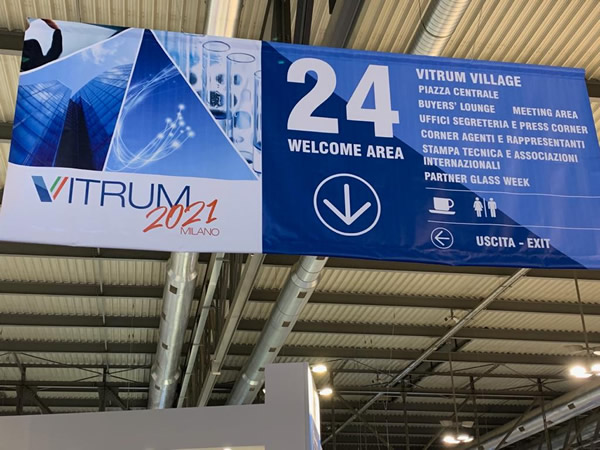 VITRUM
2021
MILANO
24
WELCOME AREA
VITRUM VILLAGE
PIAZZA CENTRALE
BUYERS' LOUNGE MEETING AREA
UFFICI SEGRETERIA E PRESS CORNER
CORNER AGENTI E RAPPRESENTANTI
STAMPA TECNICA E ASSOCIAZIONI
INTERNAZIONALI
PARTNER GLASS WEEK
USCITA - EXIT